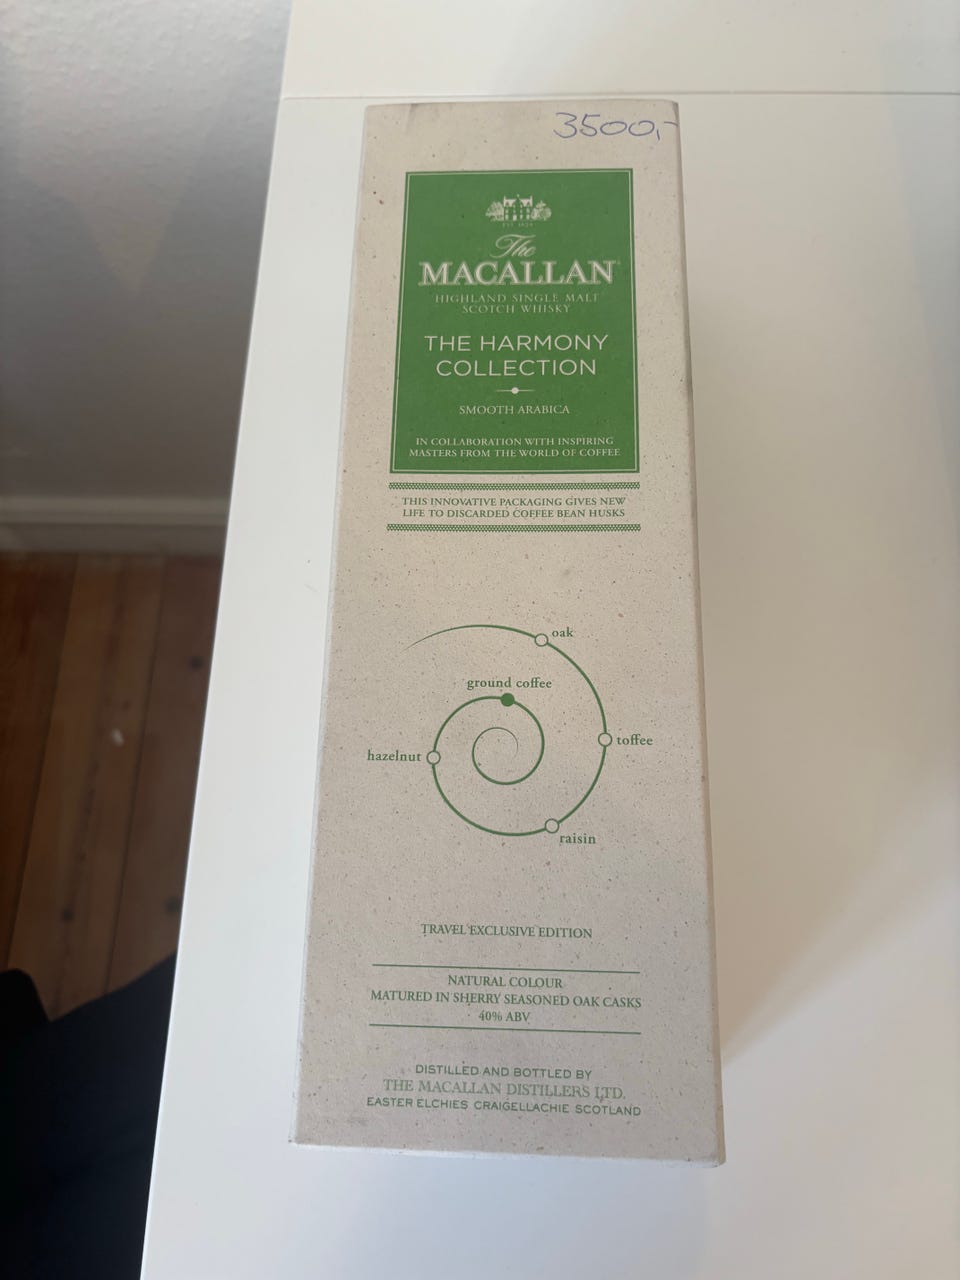 3500,-
The
MACALLAN
HIGHLAND SINGLE MALT
SCOTCH WHISKY
THE HARMONY
COLLECTION
SMOOTH ARABICA
IN COLLABORATION WITH INSPIRING
MASTERS FROM THE WORLD OF COFFEE
THIS INNOVATIVE PACKAGING GIVES NEW
LIFE TO DISCARDED COFFEE BEAN HUSKS
oak
ground coffee
toffee
hazelnut
raisin
TRAVEL EXCLUSIVE EDITION
NATURAL COLOUR
MATURED IN SHERRY SEASONED OAK CASKS
40% ABV
DISTILLED AND BOTTLED BY
THE MACALLAN DISTILLERS LTD.
EASTER ELCHIES CRAIGELLACHIE SCOTLAND